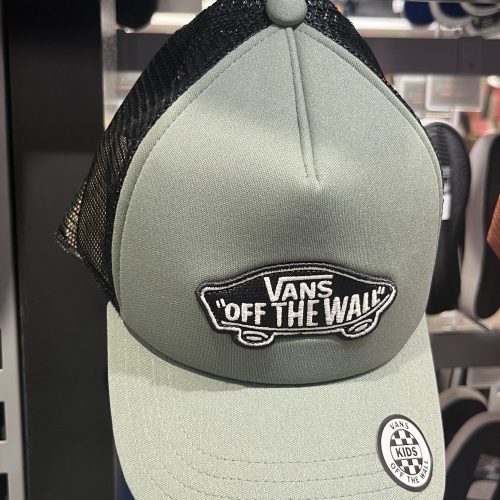 VANS
"OFF THE WALL"
VANS
KIDS
OFF THE WALL